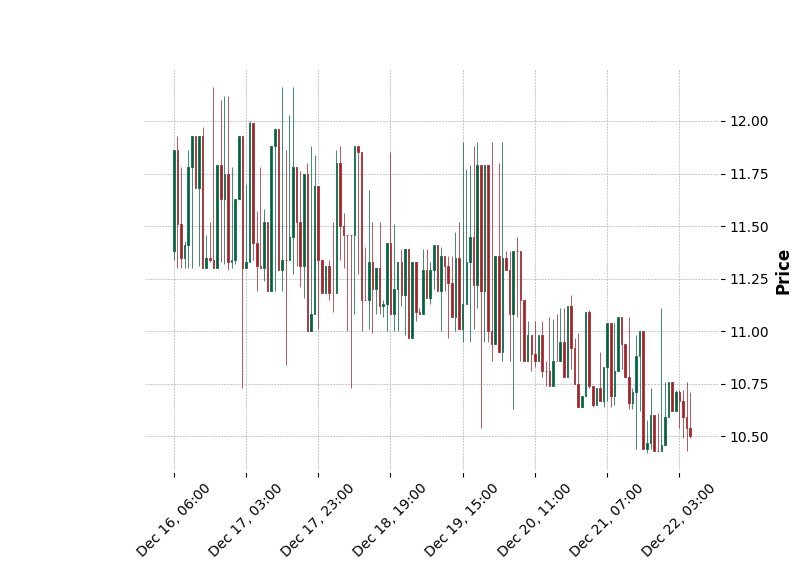 12.00
11.75
11.50
11.25
11.00
10.75
10.50
Price
Dec 16, 06:00
Dec 17, 03:00
Dec 17, 23:00
Dec 18, 19:00
Dec 19, 15:00
Dec 20, 11:00
Dec 21, 07:00
Dec 22, 03:00